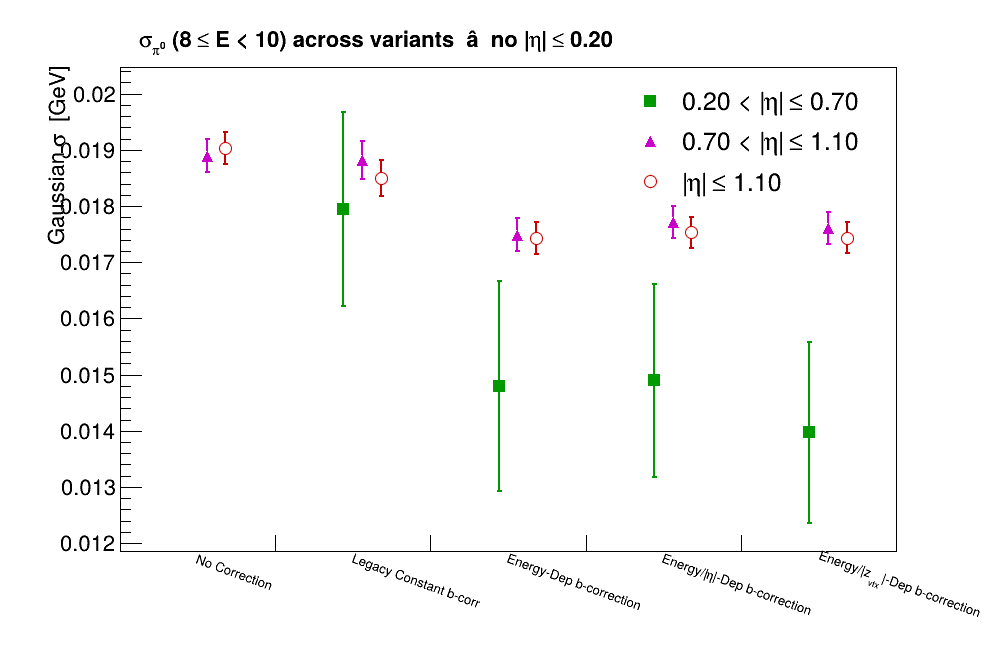 σπ⁰ (8 ≤ E < 10) across variants â no |η| ≤ 0.20
Gaussian σ [GeV]
0.02
0.019
0.018
0.017
0.016
0.015
0.014
0.013
0.012
0.20 < |η| ≤ 0.70
0.70 < |η| ≤ 1.10
|η| ≤ 1.10
No Correction
Legacy Constant b-corr
Energy-Dep b-correction
Energy/|η|-Dep b-correction
Energy/|z_vtx|-Dep b-correction